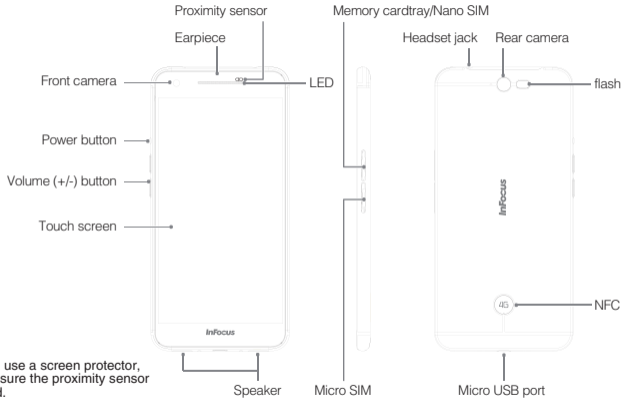 Proximity sensor
Memory cardtray/Nano SIM
Earpiece
Headset jack
Rear camera
Front camera
LED
flash
Power button
Volume (+/-) button
Touch screen
InFocus
4G
NFC
InFocus
use a screen protector,
sure the proximity sensor
d.
Speaker
Micro SIM
Micro USB port